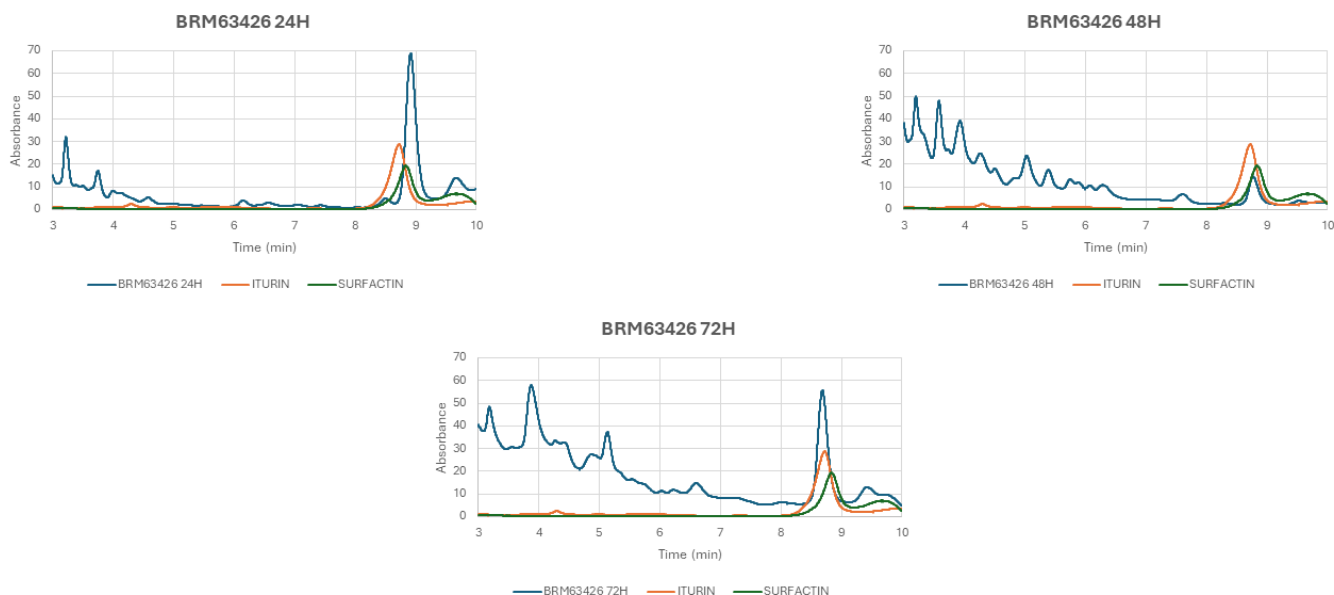 BRM63426 24H
Absorbance
70
60
50
40
30
20
10
0
3 4 5 6 7 8 9 10
Time (min)
BRM63426 24H ITURIN SURFACTIN
BRM63426 48H
Absorbance
70
60
50
40
30
20
10
0
3 4 5 6 7 8 9 10
Time (min)
BRM63426 48H ITURIN SURFACTIN
BRM63426 72H
Absorbance
70
60
50
40
30
20
10
0
3 4 5 6 7 8 9 10
Time (min)
BRM63426 72H ITURIN SURFACTIN